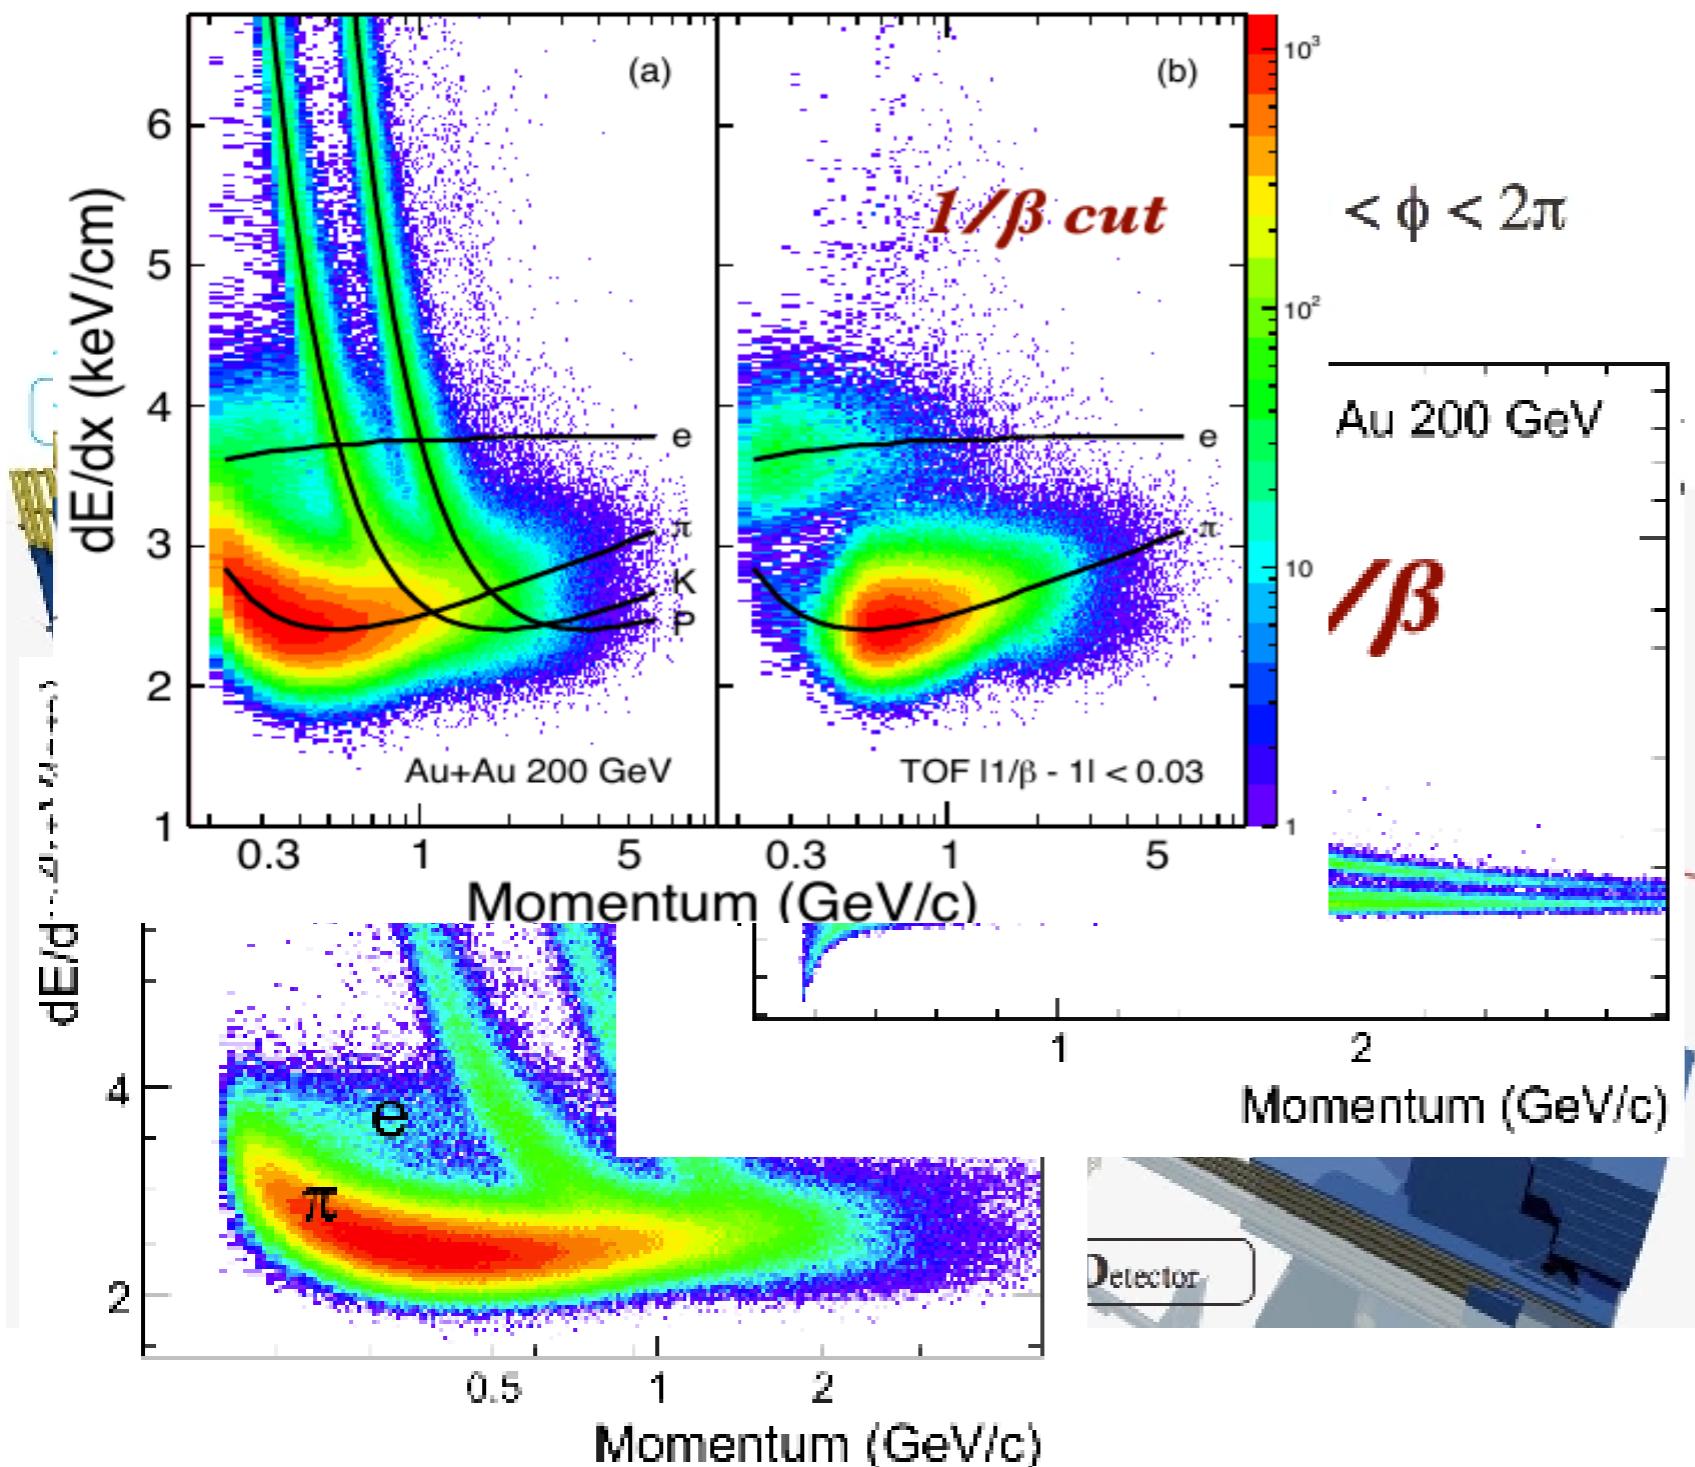 (a)
(b)
10³
6
1/β cut
< ϕ < 2π
5
dE/dx (keV/cm)
10²
4
e
e
Au 200 GeV
3
π
π
K
P
10
/β
2
Au+Au 200 GeV
TOF |1/β - 1| < 0.03
1
1
0.3
1
5
0.3
1
5
Momentum (GeV/c)
dE/d
1
2
Momentum (GeV/c)
4
e
π
2
Detector
0.5
1
2
Momentum (GeV/c)